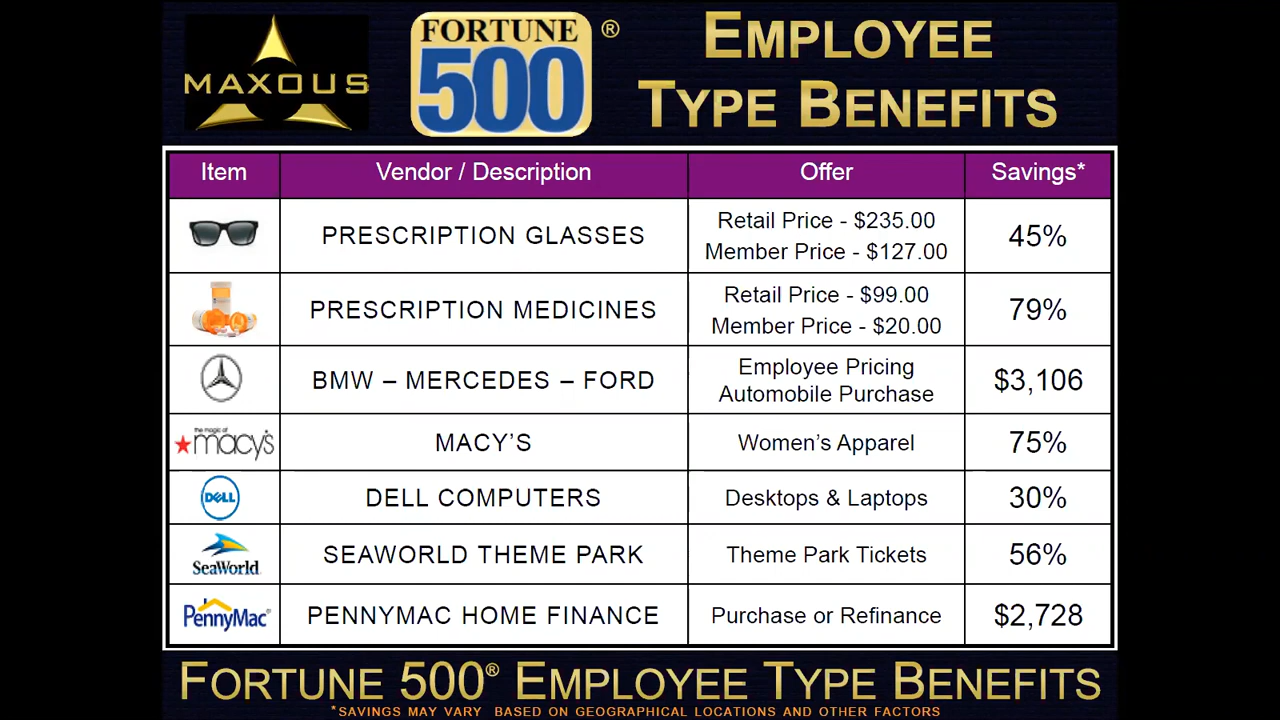 MAXOUS
FORTUNE
500
®
EMPLOYEE
TYPE BENEFITS
Item
Vendor / Description
Offer
Savings*
PRESCRIPTION GLASSES
Retail Price - $235.00
Member Price - $127.00
45%
PRESCRIPTION MEDICINES
Retail Price - $99.00
Member Price - $20.00
79%
BMW – MERCEDES – FORD
Employee Pricing
Automobile Purchase
$3,106
the magic of
macy's
MACY’S
Women’s Apparel
75%
DELL
DELL COMPUTERS
Desktops & Laptops
30%
SeaWorld
SEAWORLD THEME PARK
Theme Park Tickets
56%
PennyMac®
PENNYMAC HOME FINANCE
Purchase or Refinance
$2,728
FORTUNE 500® EMPLOYEE TYPE BENEFITS
*SAVINGS MAY VARY BASED ON GEOGRAPHICAL LOCATIONS AND OTHER FACTORS